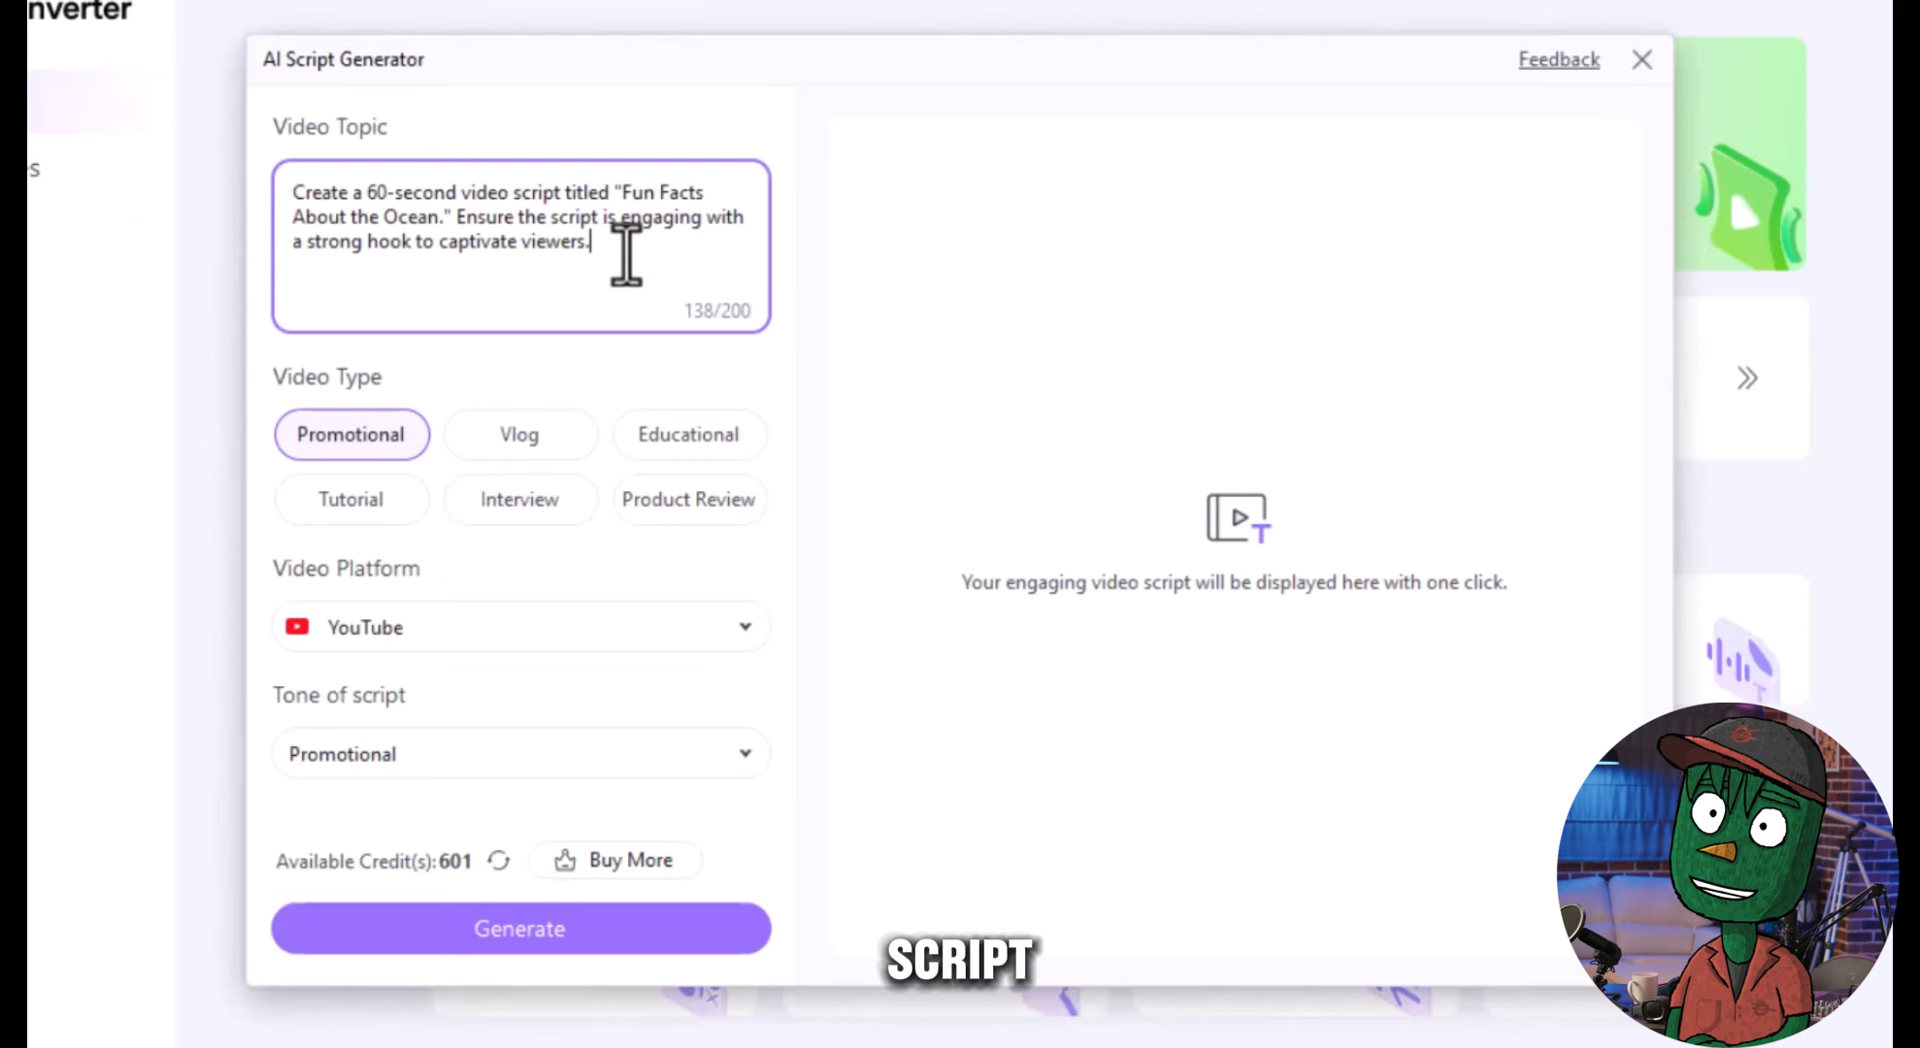 nverter
AI Script Generator
Feedback
Video Topic
s
Create a 60-second video script titled "Fun Facts
About the Ocean." Ensure the script is engaging with
a strong hook to captivate viewers.
138/200
Video Type
Promotional
Vlog
Educational
Tutorial
Interview
Product Review
Video Platform
YouTube
Your engaging video script will be displayed here with one click.
Tone of script
Promotional
Available Credit(s):601
Buy More
Generate
SCRIPT